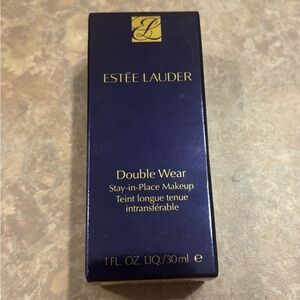 ESTĒE LAUDER
Double Wear
Stay-in-Place Makeup
Teint longue tenue
intransférable
1 FL. OZ. LIQ./30ml e